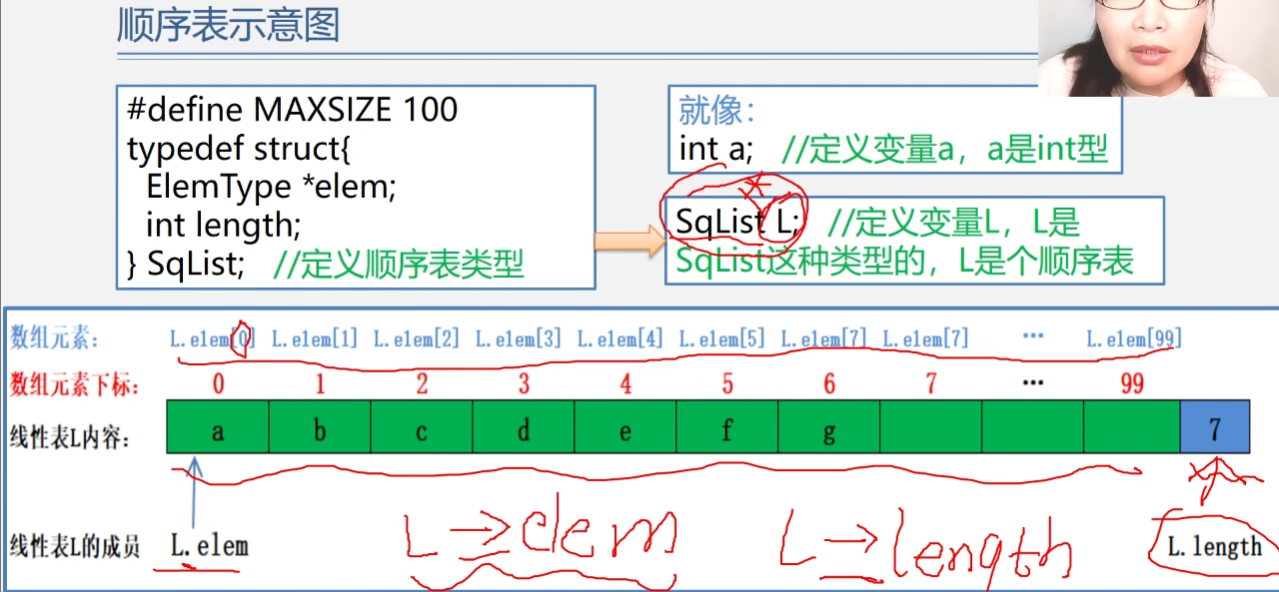 顺序表示意图
#define MAXSIZE 100
typedef struct{
ElemType *elem;
int length;
} SqList; //定义顺序表类型
就像：
int a; //定义变量a，a是int型
*
SqList L; //定义变量L，L是
SqList这种类型的，L是个顺序表
数组元素： L.elem[0] L.elem[1] L.elem[2] L.elem[3] L.elem[4] L.elem[5] L.elem[7] L.elem[7] … L.elem[99]
数组元素下标： 0 1 2 3 4 5 6 7 … 99
线性表L内容： a b c d e f g 7
线性表L的成员 L.elem L→elem L→length L.length